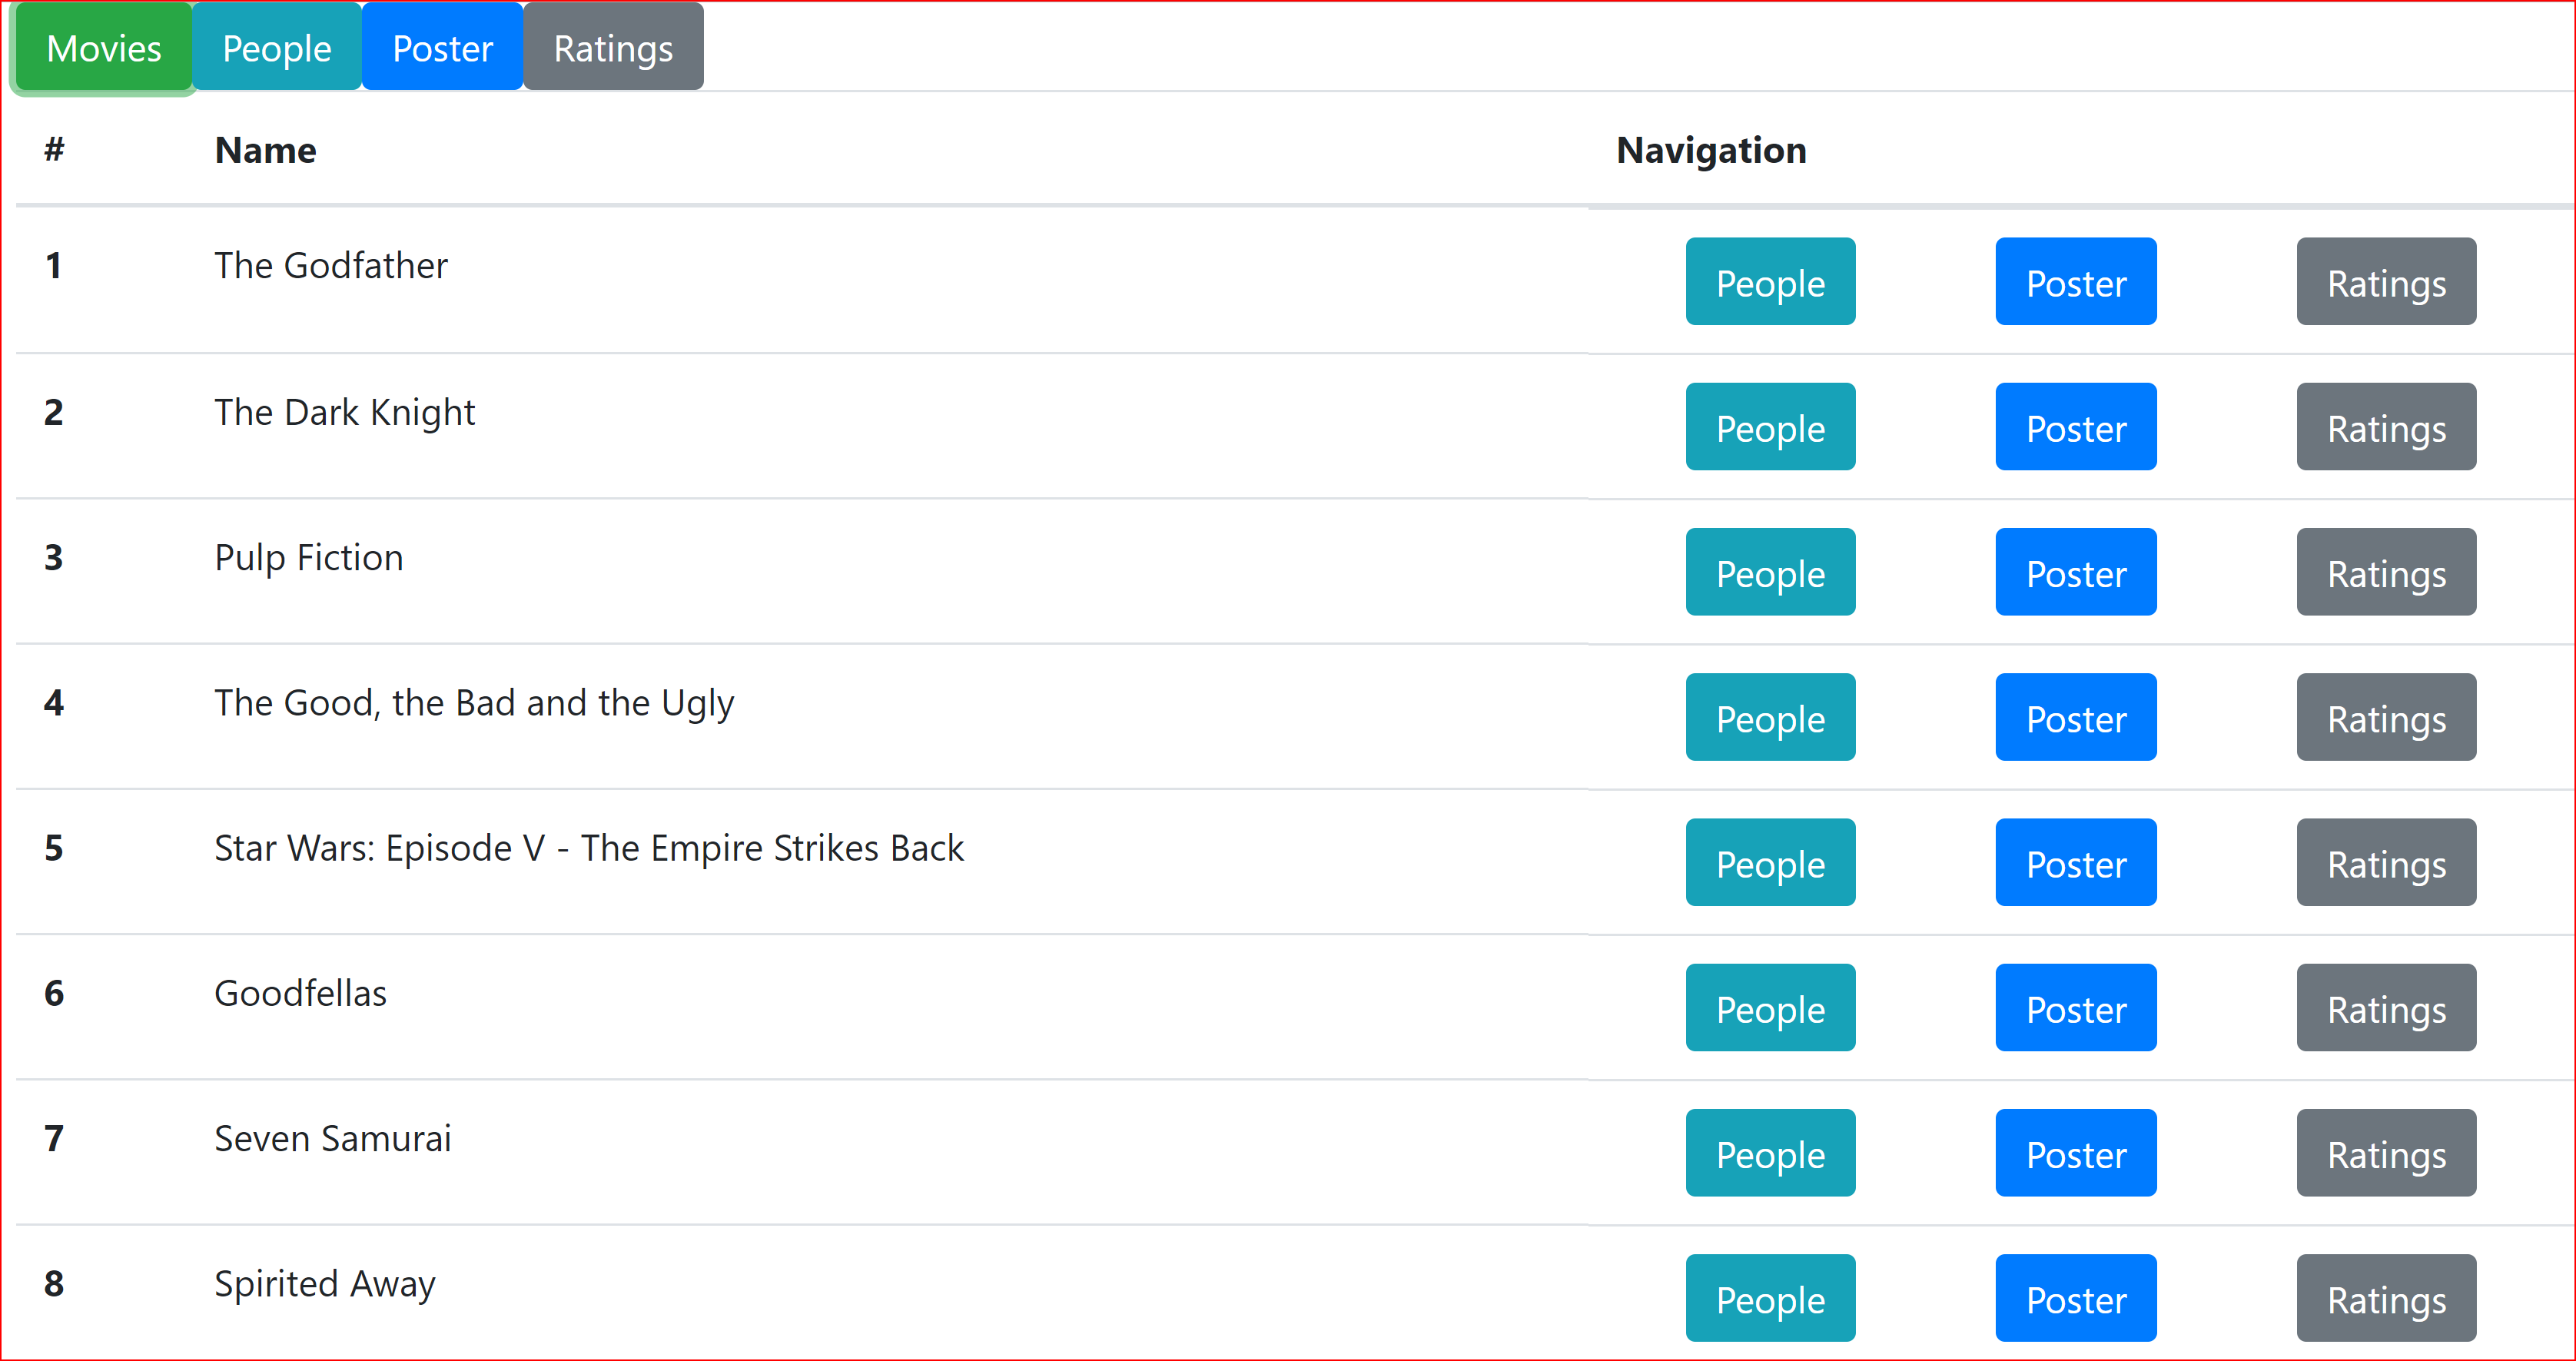 Movies People Poster Ratings
# Name Navigation
1 The Godfather People Poster Ratings
2 The Dark Knight People Poster Ratings
3 Pulp Fiction People Poster Ratings
4 The Good, the Bad and the Ugly People Poster Ratings
5 Star Wars: Episode V - The Empire Strikes Back People Poster Ratings
6 Goodfellas People Poster Ratings
7 Seven Samurai People Poster Ratings
8 Spirited Away People Poster Ratings